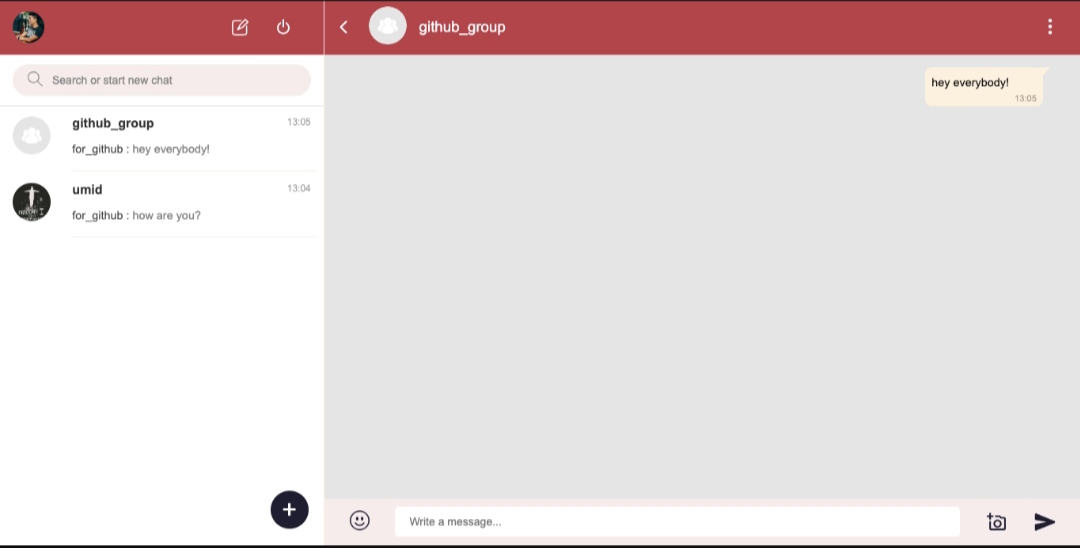 github_group
Search or start new chat
github_group 13:05
for_github : hey everybody!
umid 13:04
for_github : how are you?
hey everybody!
13:05
Write a message...